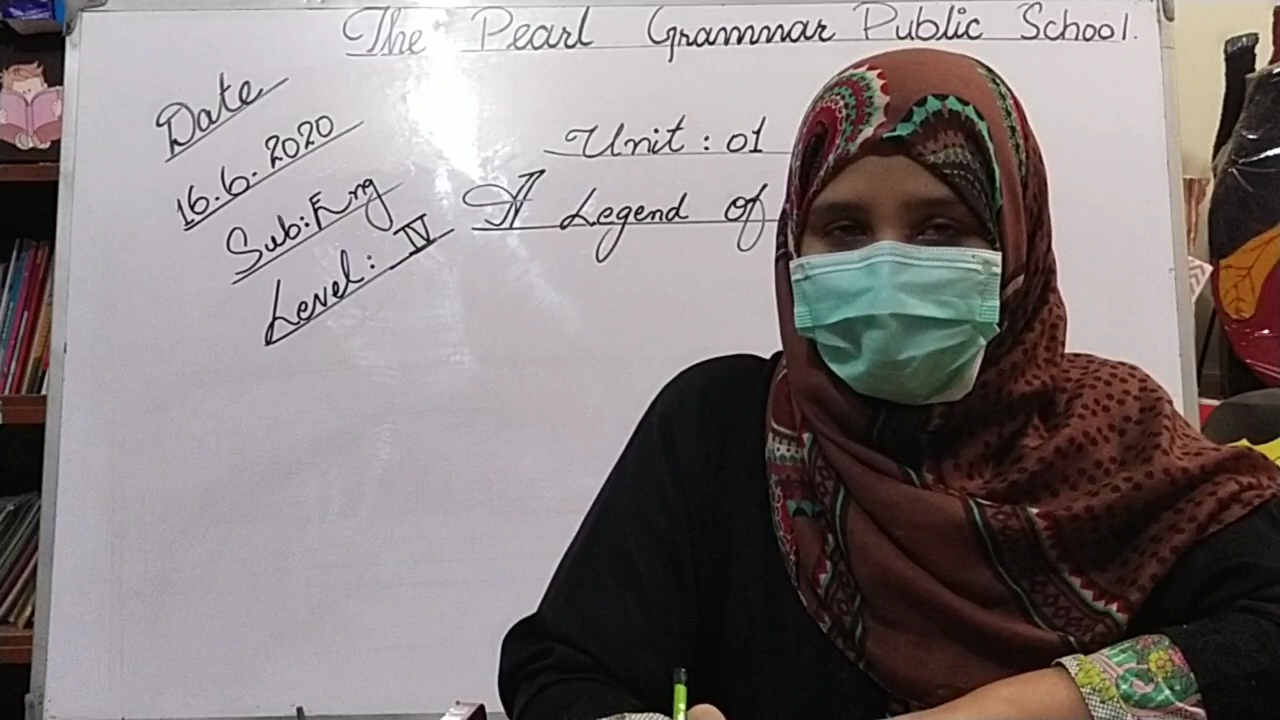 The Pearl Grammar Public School.
Date
16.6.2020
Sub: Eng
Level: IV
Unit : 01
A Legend of